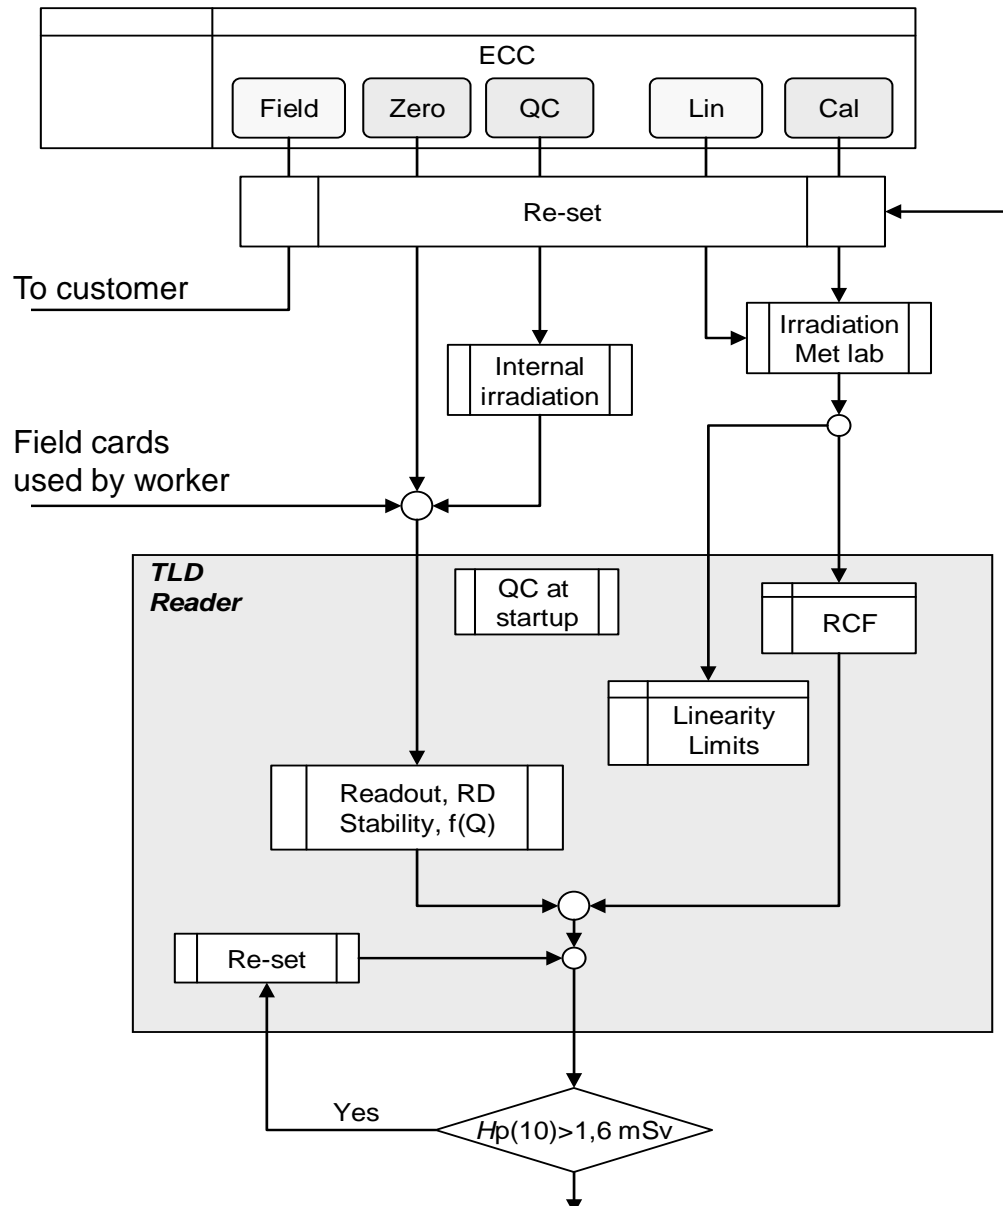 ECC
Field
Zero
QC
Lin
Cal
Re-set
To customer
Irradiation
Met lab
Internal
irradiation
Field cards
used by worker
TLD
Reader
QC at
startup
RCF
Linearity
Limits
Readout, RD
Stability, f(Q)
Re-set
Yes
Hp(10)>1,6 mSv